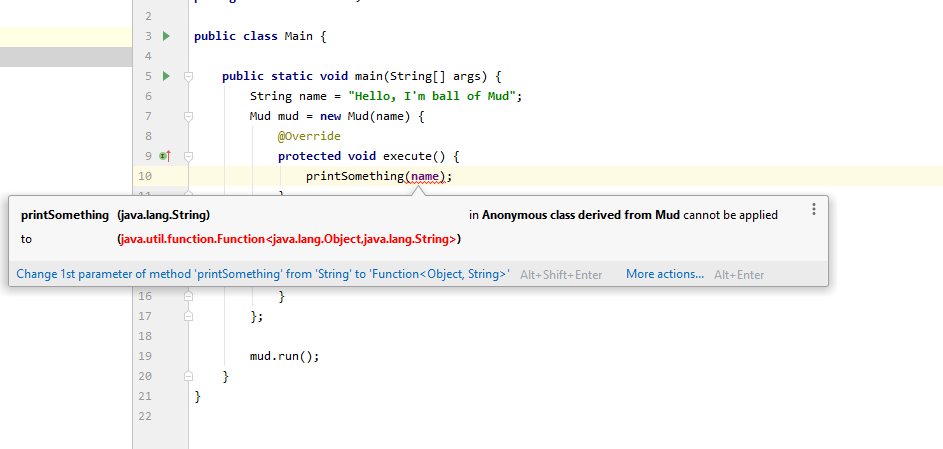 2
3 public class Main {
4
5 public static void main(String[] args) {
6 String name = "Hello, I'm ball of Mud";
7 Mud mud = new Mud(name) {
8 @Override
9 protected void execute() {
10 printSomething(name);
printSomething (java.lang.String) in Anonymous class derived from Mud cannot be applied
to (java.util.function.Function<java.lang.Object,java.lang.String>)
Change 1st parameter of method 'printSomething' from 'String' to 'Function<Object, String>' Alt+Shift+Enter More actions... Alt+Enter
16 }
17 };
18
19 mud.run();
20 }
21 }
22